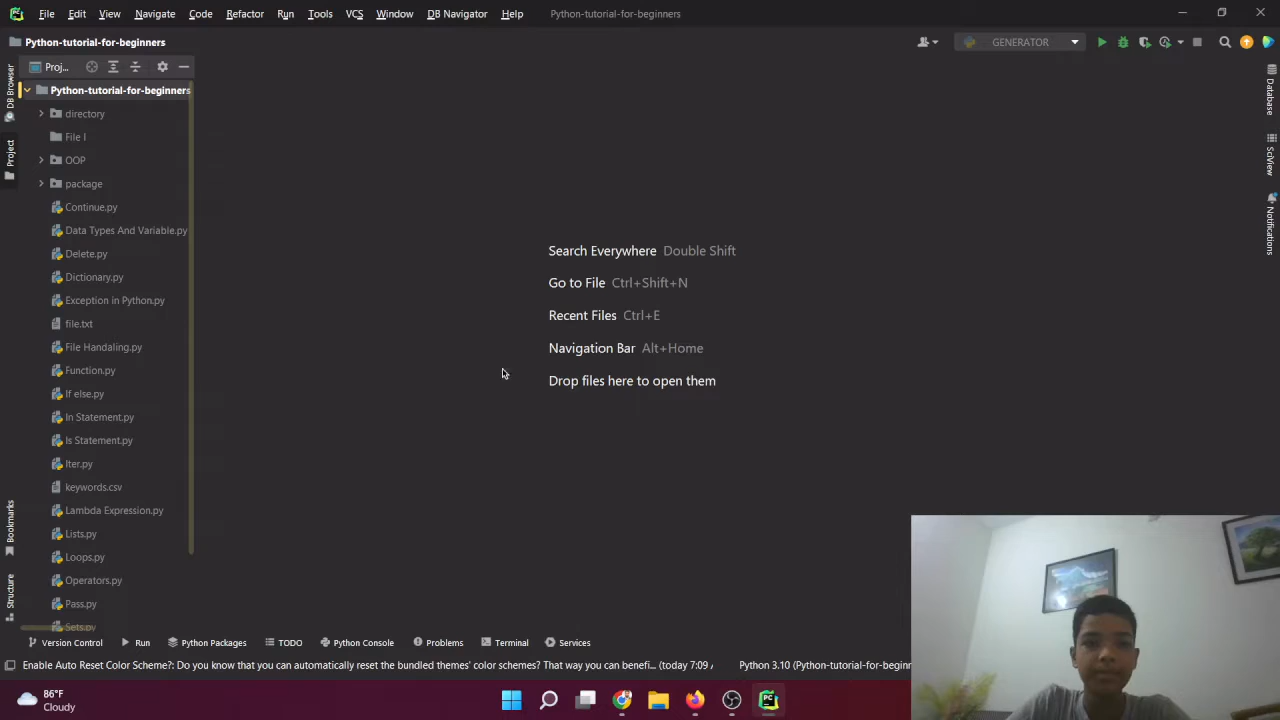 File Edit View Navigate Code Refactor Run Tools VCS Window DB Navigator Help Python-tutorial-for-beginners
Python-tutorial-for-beginners GENERATOR
Proj...
Python-tutorial-for-beginners
directory
File I
OOP
package
Continue.py
Data Types And Variable.py
Delete.py
Dictionary.py
Exception in Python.py
file.txt
File Handaling.py
Function.py
If else.py
In Statement.py
Is Statement.py
Iter.py
keywords.csv
Lambda Expression.py
Lists.py
Loops.py
Operators.py
Pass.py
Sets.py
DB Browser
Project
Bookmarks
Structure
Search Everywhere Double Shift
Go to File Ctrl+Shift+N
Recent Files Ctrl+E
Navigation Bar Alt+Home
Drop files here to open them
Database
SciView
Notifications
Version Control Run Python Packages TODO Python Console Problems Terminal Services
Enable Auto Reset Color Scheme?: Do you know that you can automatically reset the bundled themes' color schemes? That way you can benefi... (today 7:09 Python 3.10 (Python-tutorial-for-beginn
86°F
Cloudy
PC